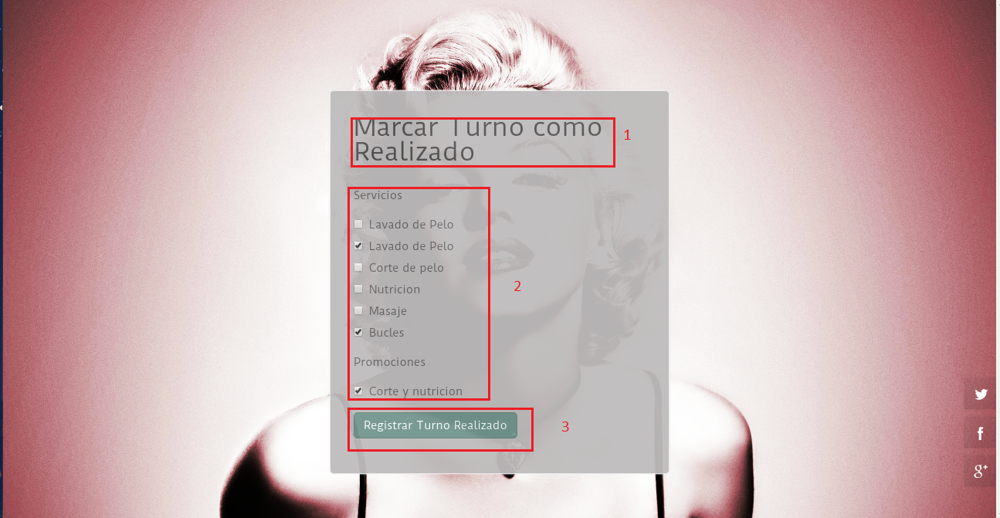 Marcar Turno como
Realizado
1
Servicios
Lavado de Pelo
Lavado de Pelo
Corte de pelo
2
Nutricion
Masaje
Bucles
Promociones
Corte y nutricion
Registrar Turno Realizado
3
f
g+